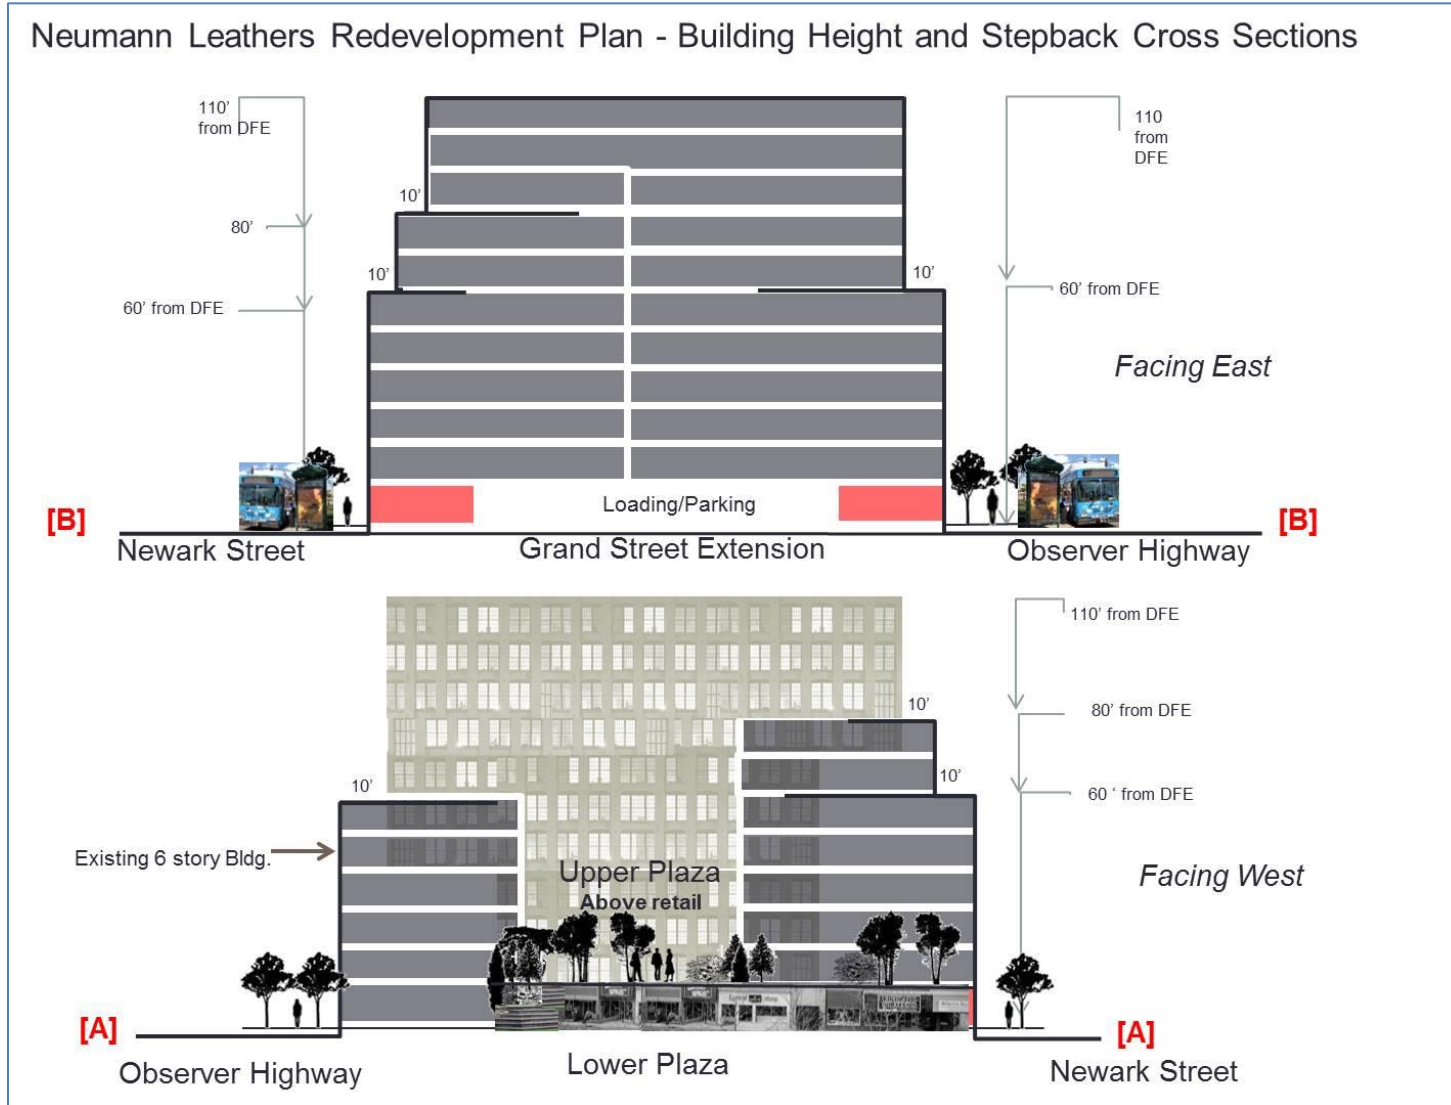 Neumann Leathers Redevelopment Plan - Building Height and Stepback Cross Sections
110'
from DFE
110
from
DFE
10'
80'
10'
10'
60' from DFE
60' from DFE
Facing East
Loading/Parking
[B]
[B]
Newark Street
Grand Street Extension
Observer Highway
110' from DFE
10'
80' from DFE
10'
10'
60 ' from DFE
Existing 6 story Bldg.
Upper Plaza
Above retail
Facing West
[A]
[A]
Observer Highway
Lower Plaza
Newark Street